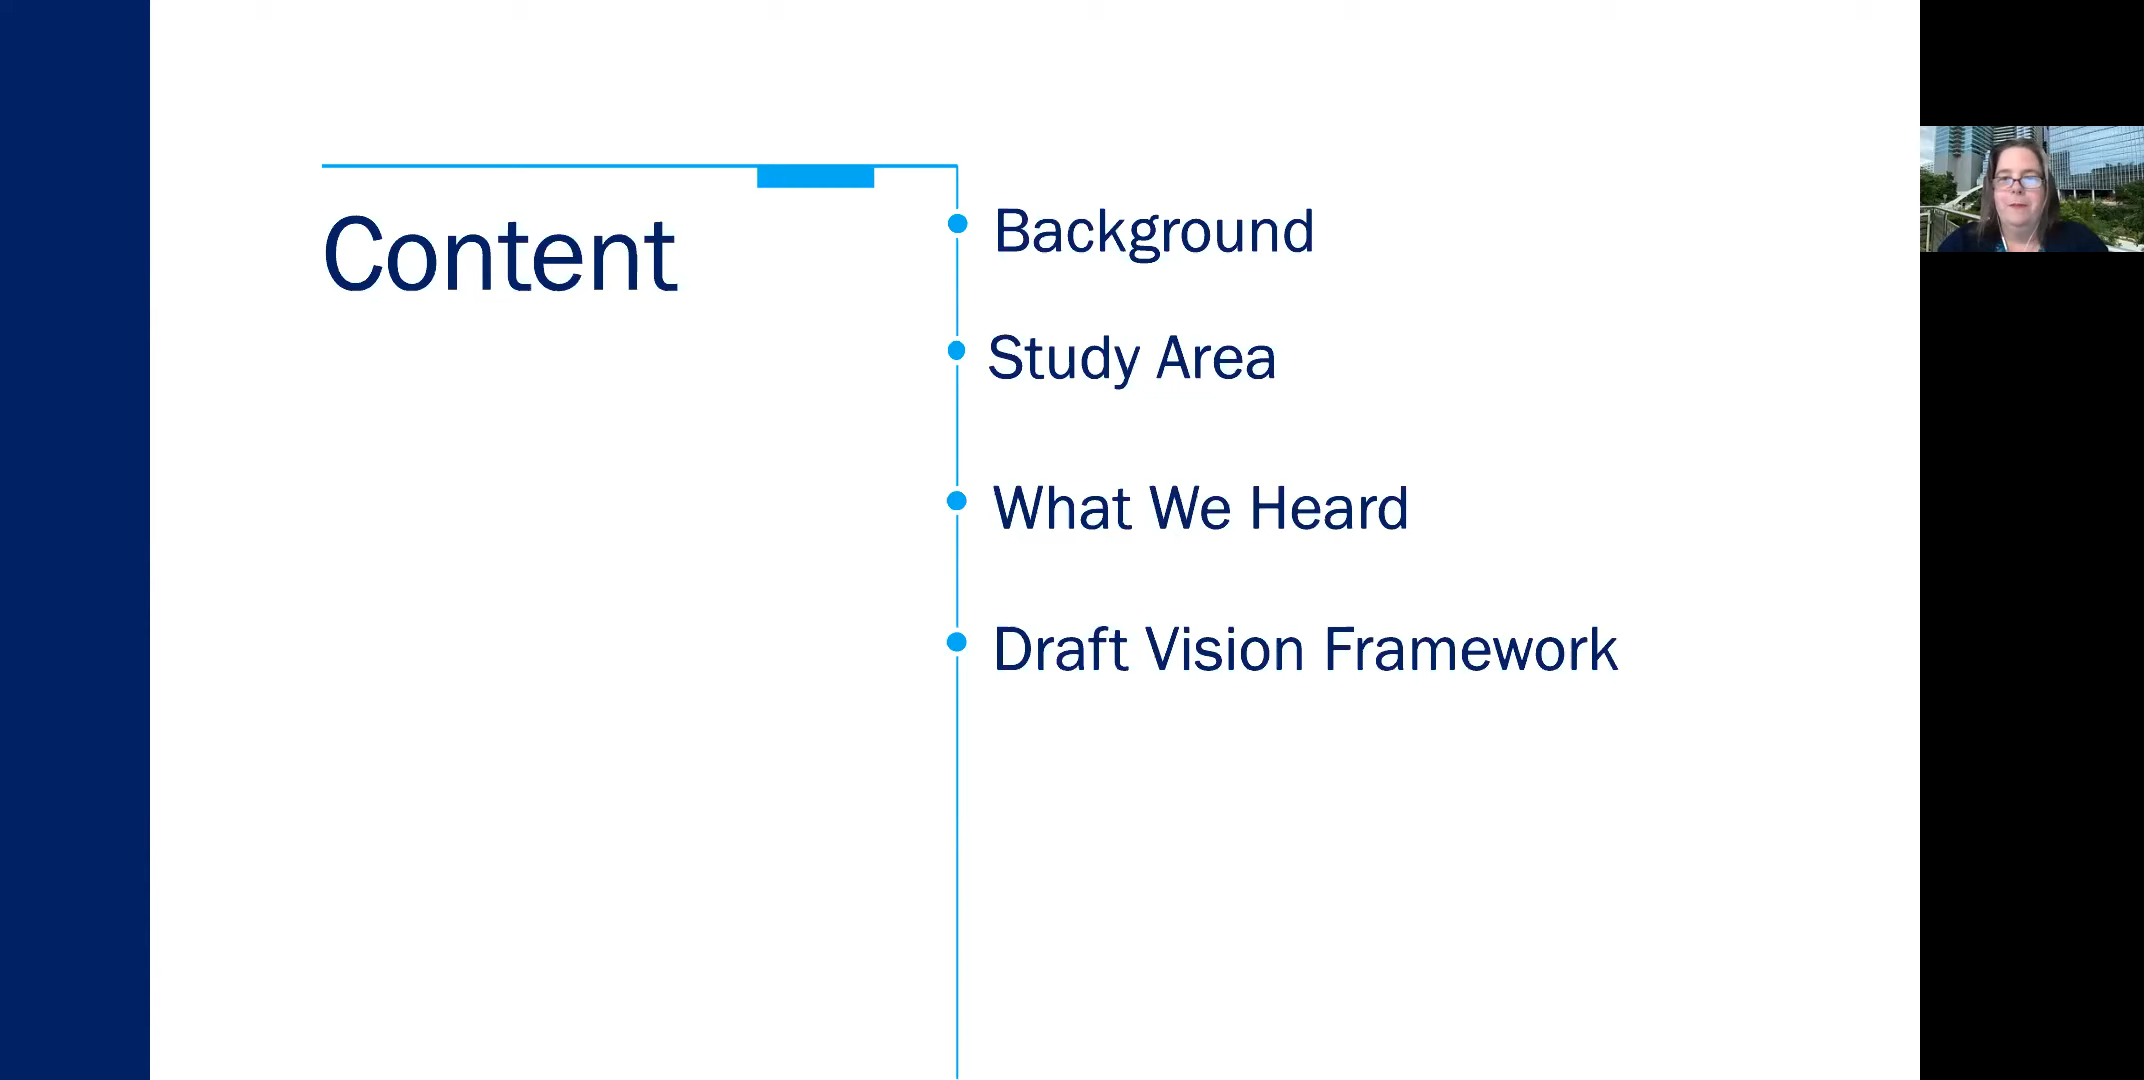 Content
Background
Study Area
What We Heard
Draft Vision Framework